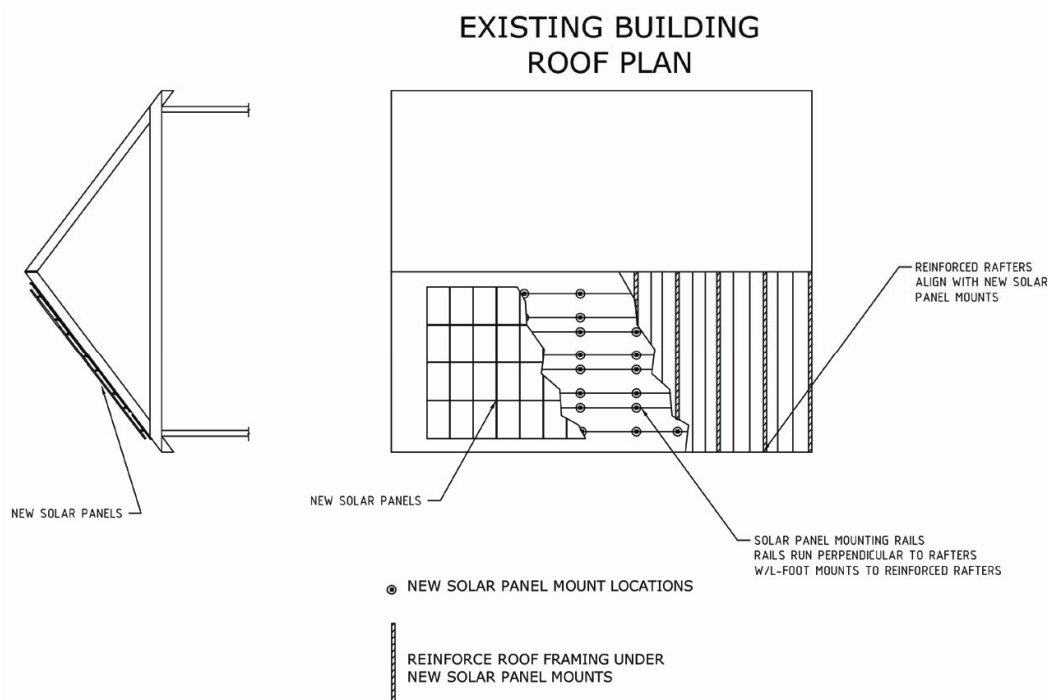 EXISTING BUILDING
ROOF PLAN
REINFORCED RAFTERS
ALIGN WITH NEW SOLAR
PANEL MOUNTS
NEW SOLAR PANELS
NEW SOLAR PANELS
SOLAR PANEL MOUNTING RAILS
RAILS RUN PERPENDICULAR TO RAFTERS
W/L-FOOT MOUNTS TO REINFORCED RAFTERS
NEW SOLAR PANEL MOUNT LOCATIONS
REINFORCE ROOF FRAMING UNDER
NEW SOLAR PANEL MOUNTS